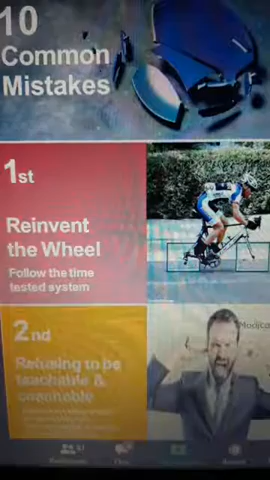 10
Common
Mistakes
1st
Reinvent
the Wheel
Follow the time
tested system
2nd
Refusing to be
teachable &
coachable